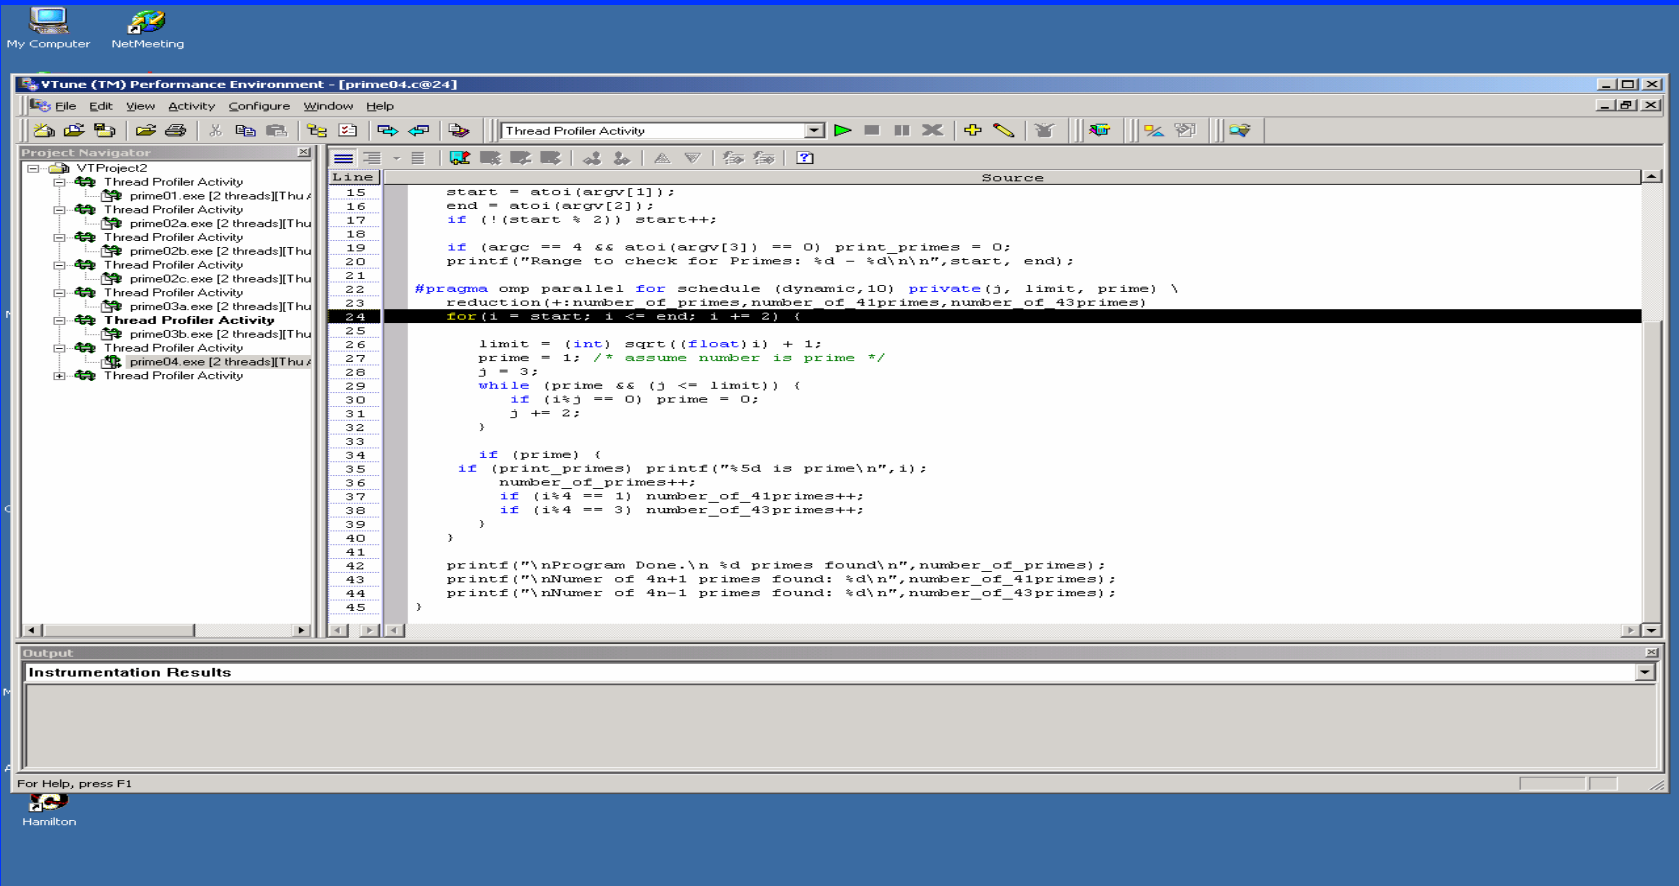 My Computer
NetMeeting
VTune (TM) Performance Environment - [prime04.c@24]
File Edit View Activity Configure Window Help
Thread Profiler Activity
Project Navigator
VTProject2
Thread Profiler Activity
prime01.exe [2 threads][Thu
Thread Profiler Activity
prime02a.exe [2 threads][Thu
Thread Profiler Activity
prime02b.exe [2 threads][Thu
Thread Profiler Activity
prime02c.exe [2 threads][Thu
Thread Profiler Activity
prime03a.exe [2 threads][Thu
Thread Profiler Activity
prime03b.exe [2 threads][Thu
Thread Profiler Activity
prime04.exe [2 threads][Thu
Thread Profiler Activity
Line Source
15 start = atoi(argv[1]);
16 end = atoi(argv[2]);
17 if (!(start % 2)) start++;
18
19 if (argc == 4 && atoi(argv[3]) == 0) print_primes = 0;
20 printf("Range to check for Primes: %d - %d\n\n",start, end);
21
22 #pragma omp parallel for schedule (dynamic,10) private(j, limit, prime) \
23 reduction(+:number_of_primes,number_of_41primes,number_of_43primes)
24 for(i = start; i <= end; i += 2) {
25
26 limit = (int) sqrt((float)i) + 1;
27 prime = 1; /* assume number is prime */
28 j = 3;
29 while (prime && (j <= limit)) {
30 if (i%j == 0) prime = 0;
31 j += 2;
32 }
33
34 if (prime) {
35 if (print_primes) printf("%5d is prime\n",i);
36 number_of_primes++;
37 if (i%4 == 1) number_of_41primes++;
38 if (i%4 == 3) number_of_43primes++;
39 }
40 }
41
42 printf("\nProgram Done.\n %d primes found\n",number_of_primes);
43 printf("\nNumer of 4n+1 primes found: %d\n",number_of_41primes);
44 printf("\nNumer of 4n-1 primes found: %d\n",number_of_43primes);
45 }
Output
Instrumentation Results
For Help, press F1
Hamilton